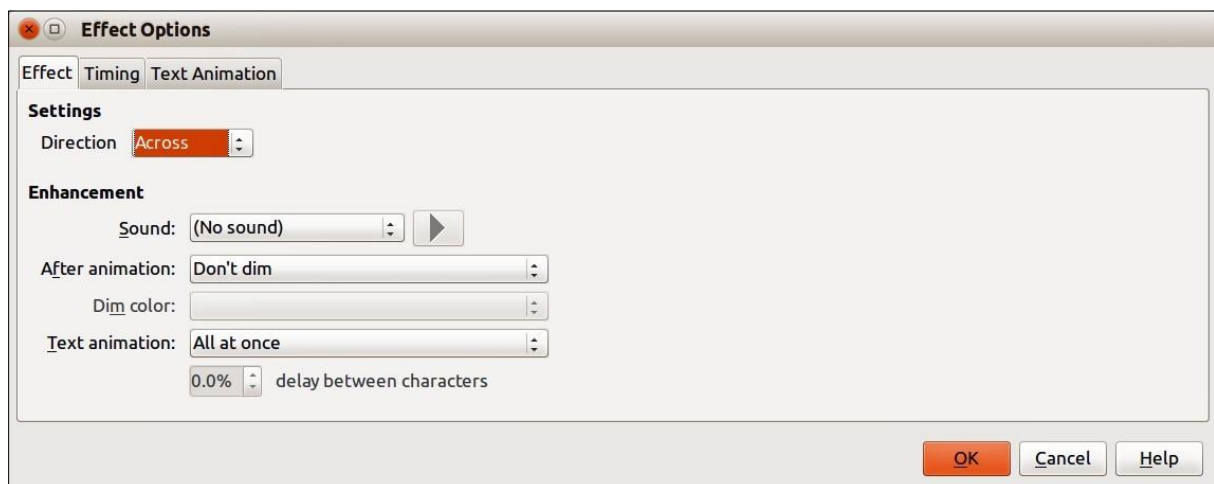 Effect Options
Effect Timing Text Animation
Settings
Direction Across
Enhancement
Sound: (No sound)
After animation: Don't dim
Dim color:
Text animation: All at once
0.0% delay between characters
OK Cancel Help